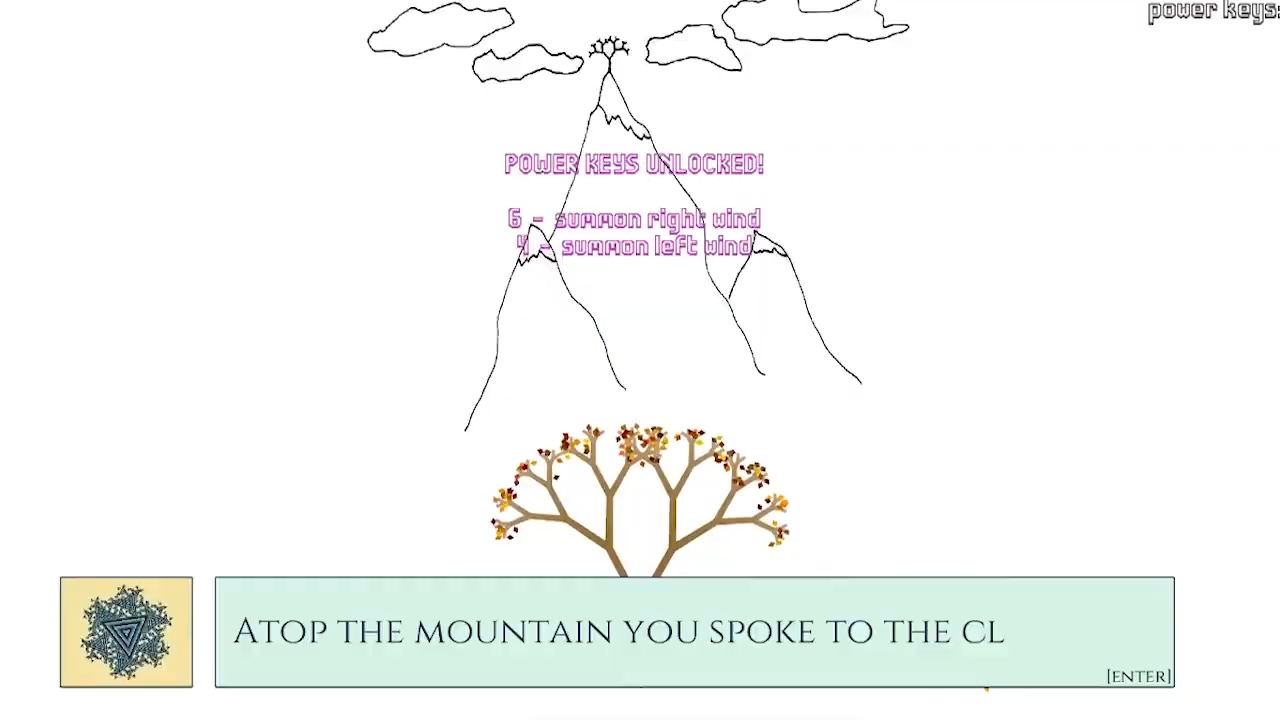 power keys:
POWER KEYS UNLOCKED!
6 - summon right wind
4 - summon left wind
Atop the mountain you spoke to the cl
[Enter]